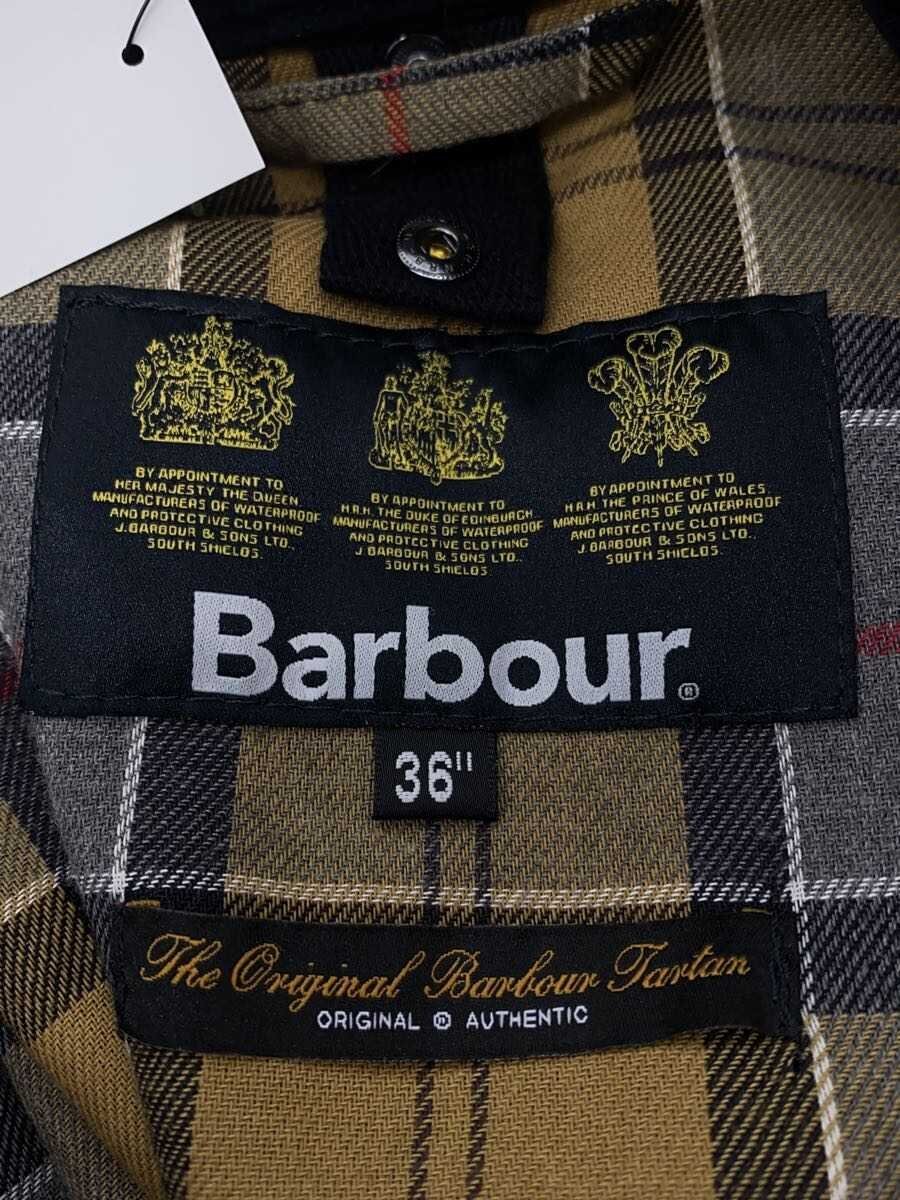 BY APPOINTMENT TO
HER MAJESTY THE QUEEN
MANUFACTURERS OF WATERPROOF
AND PROTECTIVE CLOTHING
J. BARBOUR & SONS LTD.,
SOUTH SHIELDS.
BY APPOINTMENT TO
H.R.H. THE DUKE OF EDINBURGH
MANUFACTURERS OF WATERPROOF
AND PROTECTIVE CLOTHING
J. BARBOUR & SONS LTD.,
SOUTH SHIELDS.
BY APPOINTMENT TO
H.R.H. THE PRINCE OF WALES.
MANUFACTURERS OF WATERPROOF
AND PROTECTIVE CLOTHING
J. BARBOUR & SONS LTD.,
SOUTH SHIELDS.
Barbour®
36"
The Original Barbour Tartan
ORIGINAL ® AUTHENTIC